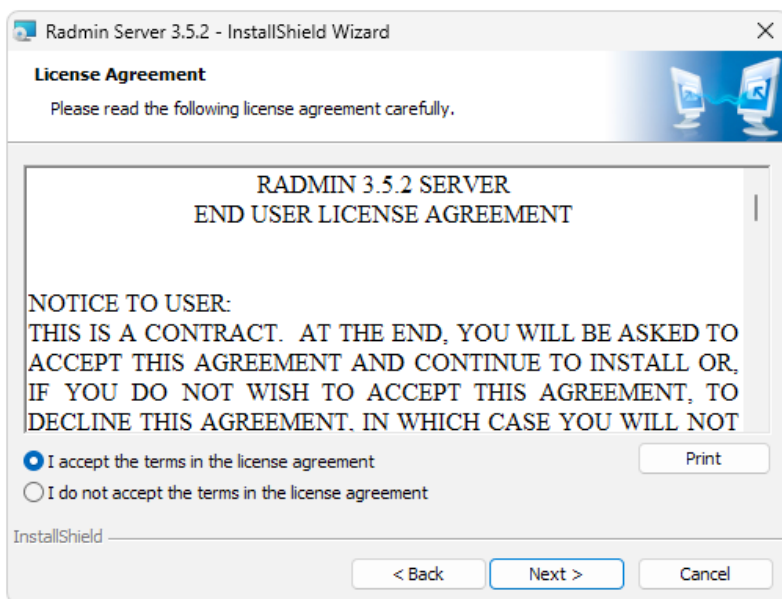 Radmin Server 3.5.2 - InstallShield Wizard
License Agreement
Please read the following license agreement carefully.
RADMIN 3.5.2 SERVER
END USER LICENSE AGREEMENT
NOTICE TO USER:
THIS IS A CONTRACT.  AT THE END, YOU WILL BE ASKED TO
ACCEPT THIS AGREEMENT AND CONTINUE TO INSTALL OR,
IF YOU DO NOT WISH TO ACCEPT THIS AGREEMENT, TO
DECLINE THIS AGREEMENT, IN WHICH CASE YOU WILL NOT
I accept the terms in the license agreement
Print
I do not accept the terms in the license agreement
InstallShield
< Back
Next >
Cancel